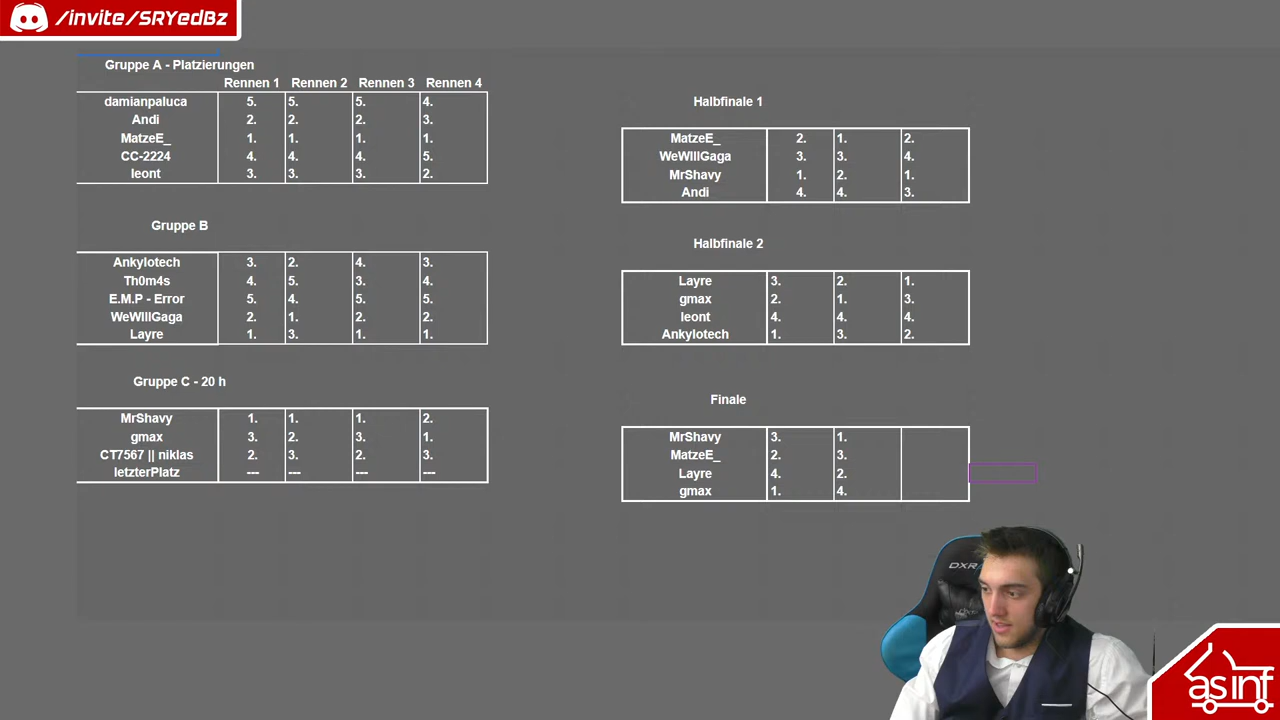 /invite/SRYedBz
Gruppe A - Platzierungen
Rennen 1 Rennen 2 Rennen 3 Rennen 4
damianpaluca 5. 5. 5. 4.
Andi 2. 2. 2. 3.
MatzeE_ 1. 1. 1. 1.
CC-2224 4. 4. 4. 5.
leont 3. 3. 3. 2.
Gruppe B
Ankylotech 3. 2. 4. 3.
Th0m4s 4. 5. 3. 4.
E.M.P - Error 5. 4. 5. 5.
WeWIllGaga 2. 1. 2. 2.
Layre 1. 3. 1. 1.
Gruppe C - 20 h
MrShavy 1. 1. 1. 2.
gmax 3. 2. 3. 1.
CT7567 || niklas 2. 3. 2. 3.
letzterPlatz --- --- --- ---
Halbfinale 1
MatzeE_ 2. 1. 2.
WeWIllGaga 3. 3. 4.
MrShavy 1. 2. 1.
Andi 4. 4. 3.
Halbfinale 2
Layre 3. 2. 1.
gmax 2. 1. 3.
leont 4. 4. 4.
Ankylotech 1. 3. 2.
Finale
MrShavy 3. 1.
MatzeE_ 2. 3.
Layre 4. 2.
gmax 1. 4.
asinf